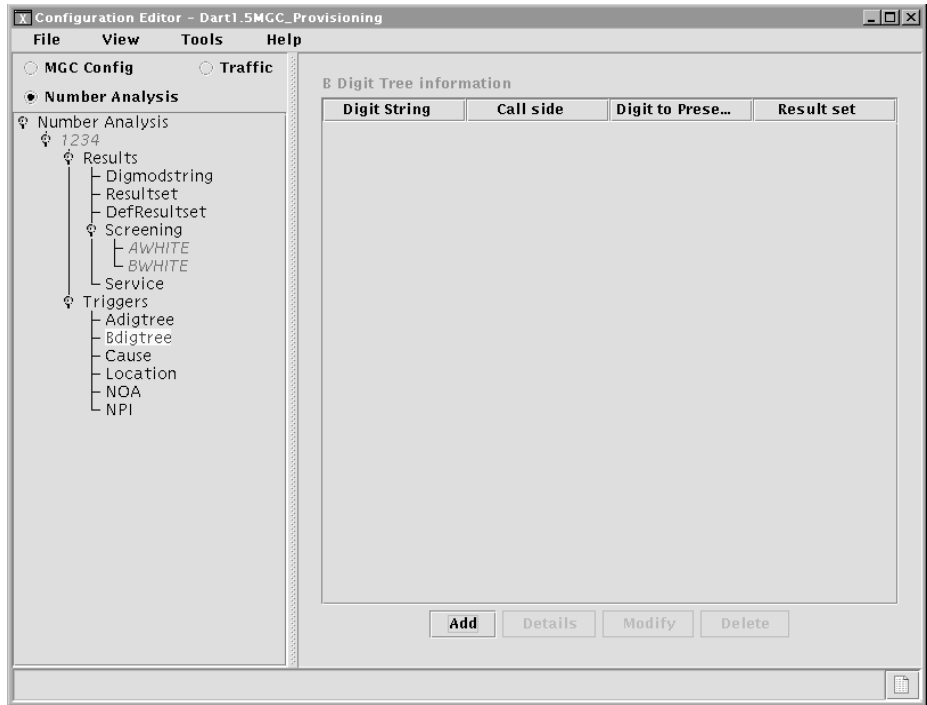 Configuration Editor – Dart1.5MGC_Provisioning
File View Tools Help
MGC Config Traffic
Number Analysis
Number Analysis
1234
Results
Digmodstring
Resultset
DefResultset
Screening
AWHITE
BWHITE
Service
Triggers
Adigtree
Bdigtree
Cause
Location
NOA
NPI
B Digit Tree information
Digit String Call side Digit to Prese... Result set
Add Details Modify Delete